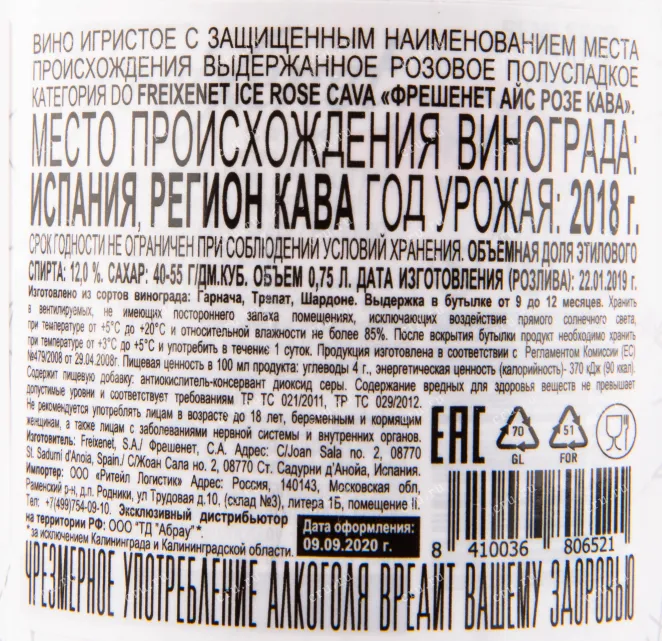 ВИНО ИГРИСТОЕ С ЗАЩИЩЕННЫМ НАИМЕНОВАНИЕМ МЕСТА
ПРОИСХОЖДЕНИЯ ВЫДЕРЖАННОЕ РОЗОВОЕ ПОЛУСЛАДКОЕ
КАТЕГОРИЯ DO FREIXENET ICE ROSE CAVA «ФРЕШЕНЕТ АЙС РОЗЕ КАВА».
МЕСТО ПРОИСХОЖДЕНИЯ ВИНОГРАДА:
ИСПАНИЯ, РЕГИОН КАВА ГОД УРОЖАЯ: 2018 г.
СРОК ГОДНОСТИ НЕ ОГРАНИЧЕН ПРИ СОБЛЮДЕНИИ УСЛОВИЙ ХРАНЕНИЯ. ОБЪЕМНАЯ ДОЛЯ ЭТИЛОВОГО
СПИРТА: 12,0 %. САХАР: 40-55 Г/ДМ.КУБ. ОБЪЕМ 0,75 Л. ДАТА ИЗГОТОВЛЕНИЯ (РОЗЛИВА): 22.01.2019 г.
Изготовлено из сортов винограда: Гарнача, Трепат, Шардоне. Выдержка в бутылке от 9 до 12 месяцев. Хранить
в вентилируемых, не имеющих постороннего запаха помещениях, исключающих воздействие прямого солнечного света,
при температуре от +5°С до +20°С и относительной влажности не более 85%. После вскрытия бутылки продукт необходимо хранить
при температуре от +3°С до +5°С и употребить в течение 1 суток. Продукция изготовлена в соответствии с Регламентом Комиссии (ЕС)
№479/2008 от 29.04.2008г. Пищевая ценность в 100 мл продукта: углеводы 4 г., энергетическая ценность (калорийность)- 370 кДж (90 ккал).
Содержит пищевую добавку: антиокислитель-консервант диоксид серы. Содержание вредных для здоровья веществ не превышает
допустимые уровни и соответствует требованиям ТР ТС 021/2011, ТР ТС 029/2012.
Не рекомендуется употреблять лицам в возрасте до 18 лет, беременным и кормящим
женщинам, а также лицам с заболеваниями нервной системы и внутренних органов.
Изготовитель: Freixenet, S.A./ Фрешенет, С.А. Адрес: C/Joan Sala no. 2, 08770
St. Sadurni d'Anoia, Spain./ С/Жоан Сала но. 2, 08770 Ст. Садурни д'Анойа, Испания.
Импортер: ООО «Ритейл Логистик» Адрес: Россия, 140143, Московская обл,
Раменский р-н, д.п. Родники, ул Трудовая д.10, (склад №3), литера 1Б, помещение II.
Тел.: +7(499)754-09-10. Эксклюзивный дистрибьютор
на территории РФ: ООО "ТД "Абрау" *.
* за исключением Калининграда и Калининградской области.
Дата оформления:
09.09.2020 г.
EAC
70
GL
51
FOR
8 410036 806521
ЧРЕЗМЕРНОЕ УПОТРЕБЛЕНИЕ АЛКОГОЛЯ ВРЕДИТ ВАШЕМУ ЗДОРОВЬЮ